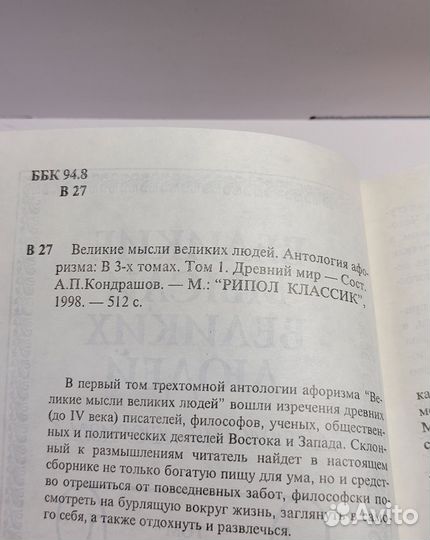 ББК 94.8
В 27
В 27 Великие мысли великих людей. Антология афо-
ризма: В 3-х томах. Том 1. Древний мир — Сост.
А.П.Кондрашов. — М.: "РИПОЛ КЛАССИК",
1998. — 512 с.
В первый том трехтомной антологии афоризма "Ве-
ликие мысли великих людей" вошли изречения древних
(до IV века) писателей, философов, ученых, обществен-
ных и политических деятелей Востока и Запада. Склон-
ный к размышлениям читатель найдет в настоящем
сборнике не только богатую пищу для ума, но и средст-
во отрешиться от повседневных забот, философски по-
смотреть на бурлящую вокруг жизнь, заглянуть в само-
го себя, а также отдохнуть и развлечься.
Avito